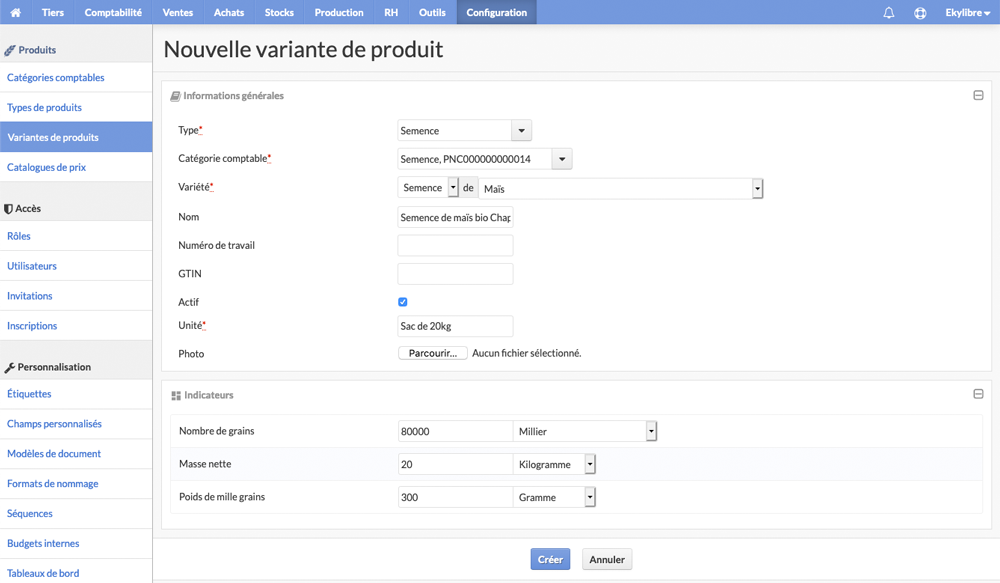 Tiers Comptabilité Ventes Achats Stocks Production RH Outils Configuration Ekylibre
Produits
Catégories comptables
Types de produits
Variantes de produits
Catalogues de prix
Accès
Rôles
Utilisateurs
Invitations
Inscriptions
Personnalisation
Étiquettes
Champs personnalisés
Modèles de document
Formats de nommage
Séquences
Budgets internes
Tableaux de bord
Nouvelle variante de produit
Informations générales
Type* Semence
Catégorie comptable* Semence, PNC000000000014
Variété* Semence de Maïs
Nom Semence de maïs bio Chap
Numéro de travail
GTIN
Actif
Unité* Sac de 20kg
Photo Parcourir... Aucun fichier sélectionné.
Indicateurs
Nombre de grains 80000 Millier
Masse nette 20 Kilogramme
Poids de mille grains 300 Gramme
Créer Annuler